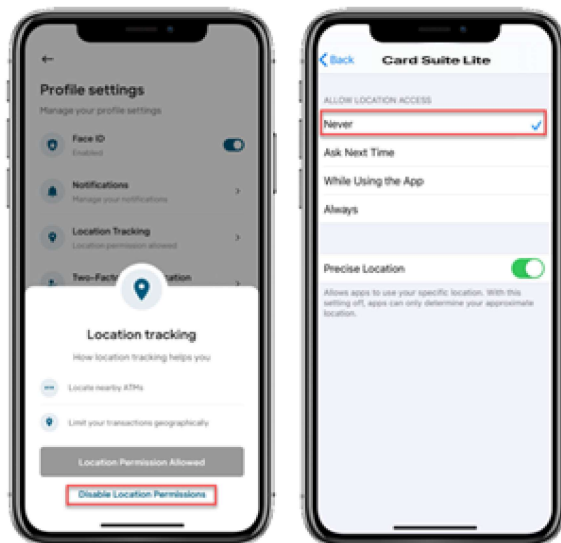 Profile settings
Manage your profile settings
Face ID
Enabled
Notifications
Manage your notifications
Location Tracking
Location permission allowed
Location tracking
How location tracking helps you
Locate nearby ATMs
Limit your transactions geographically
Location Permission Allowed
Disable Location Permissions
Back Card Suite Lite
ALLOW LOCATION ACCESS
Never
Ask Next Time
While Using the App
Always
Precise Location
Allows apps to use your specific location. With this
setting off, apps can only determine your approximate
location.